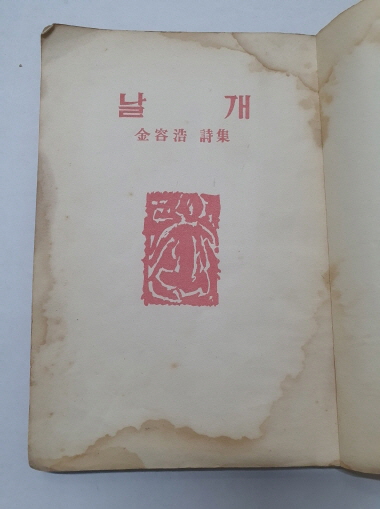 날 개
金容浩 詩集